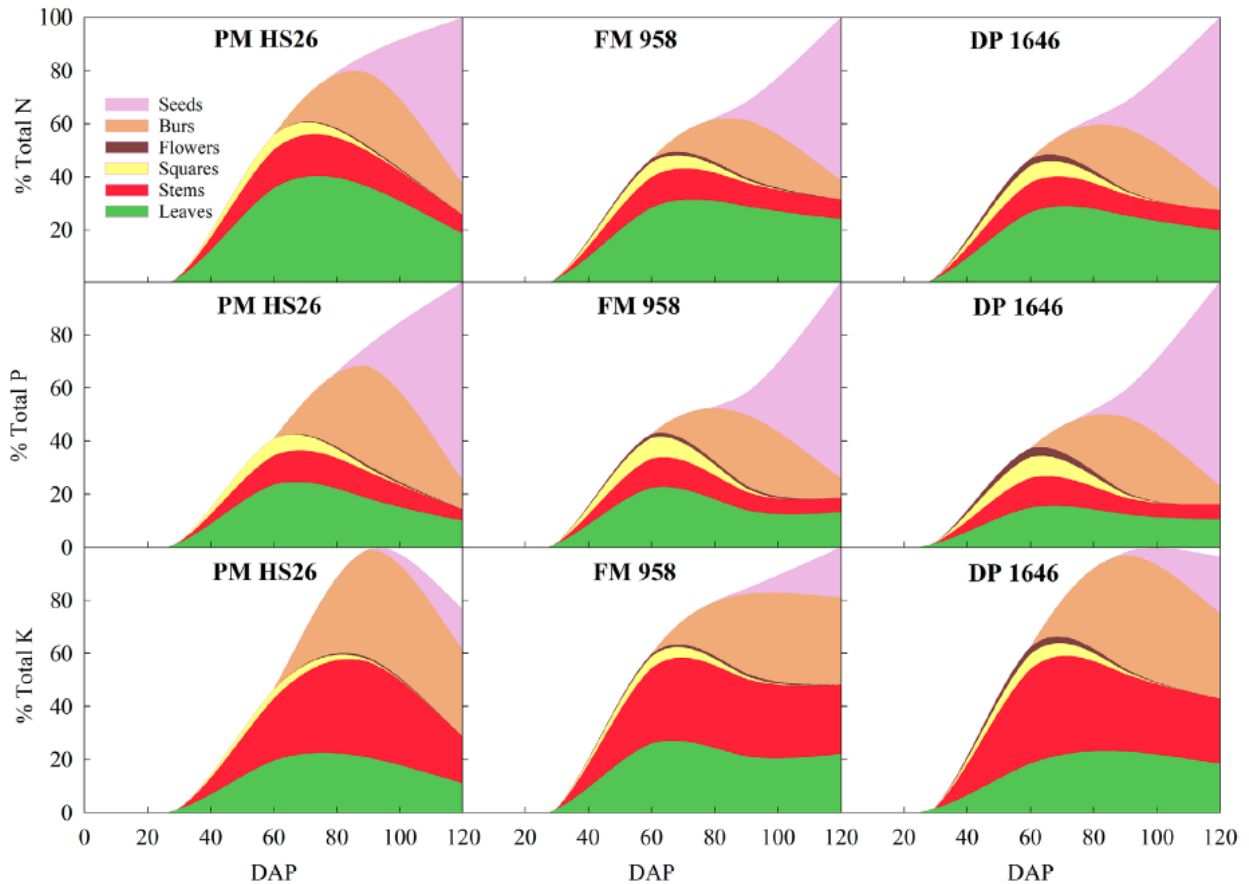 100
PM HS26
FM 958
DP 1646
80
60
40
20
% Total N
Seeds
Burs
Flowers
Squares
Stems
Leaves
PM HS26
FM 958
DP 1646
80
60
40
20
0
% Total P
PM HS26
FM 958
DP 1646
80
60
40
20
0
% Total K
0 20 40 60 80 100 120 20 40 60 80 100 120 20 40 60 80 100 120
DAP DAP DAP